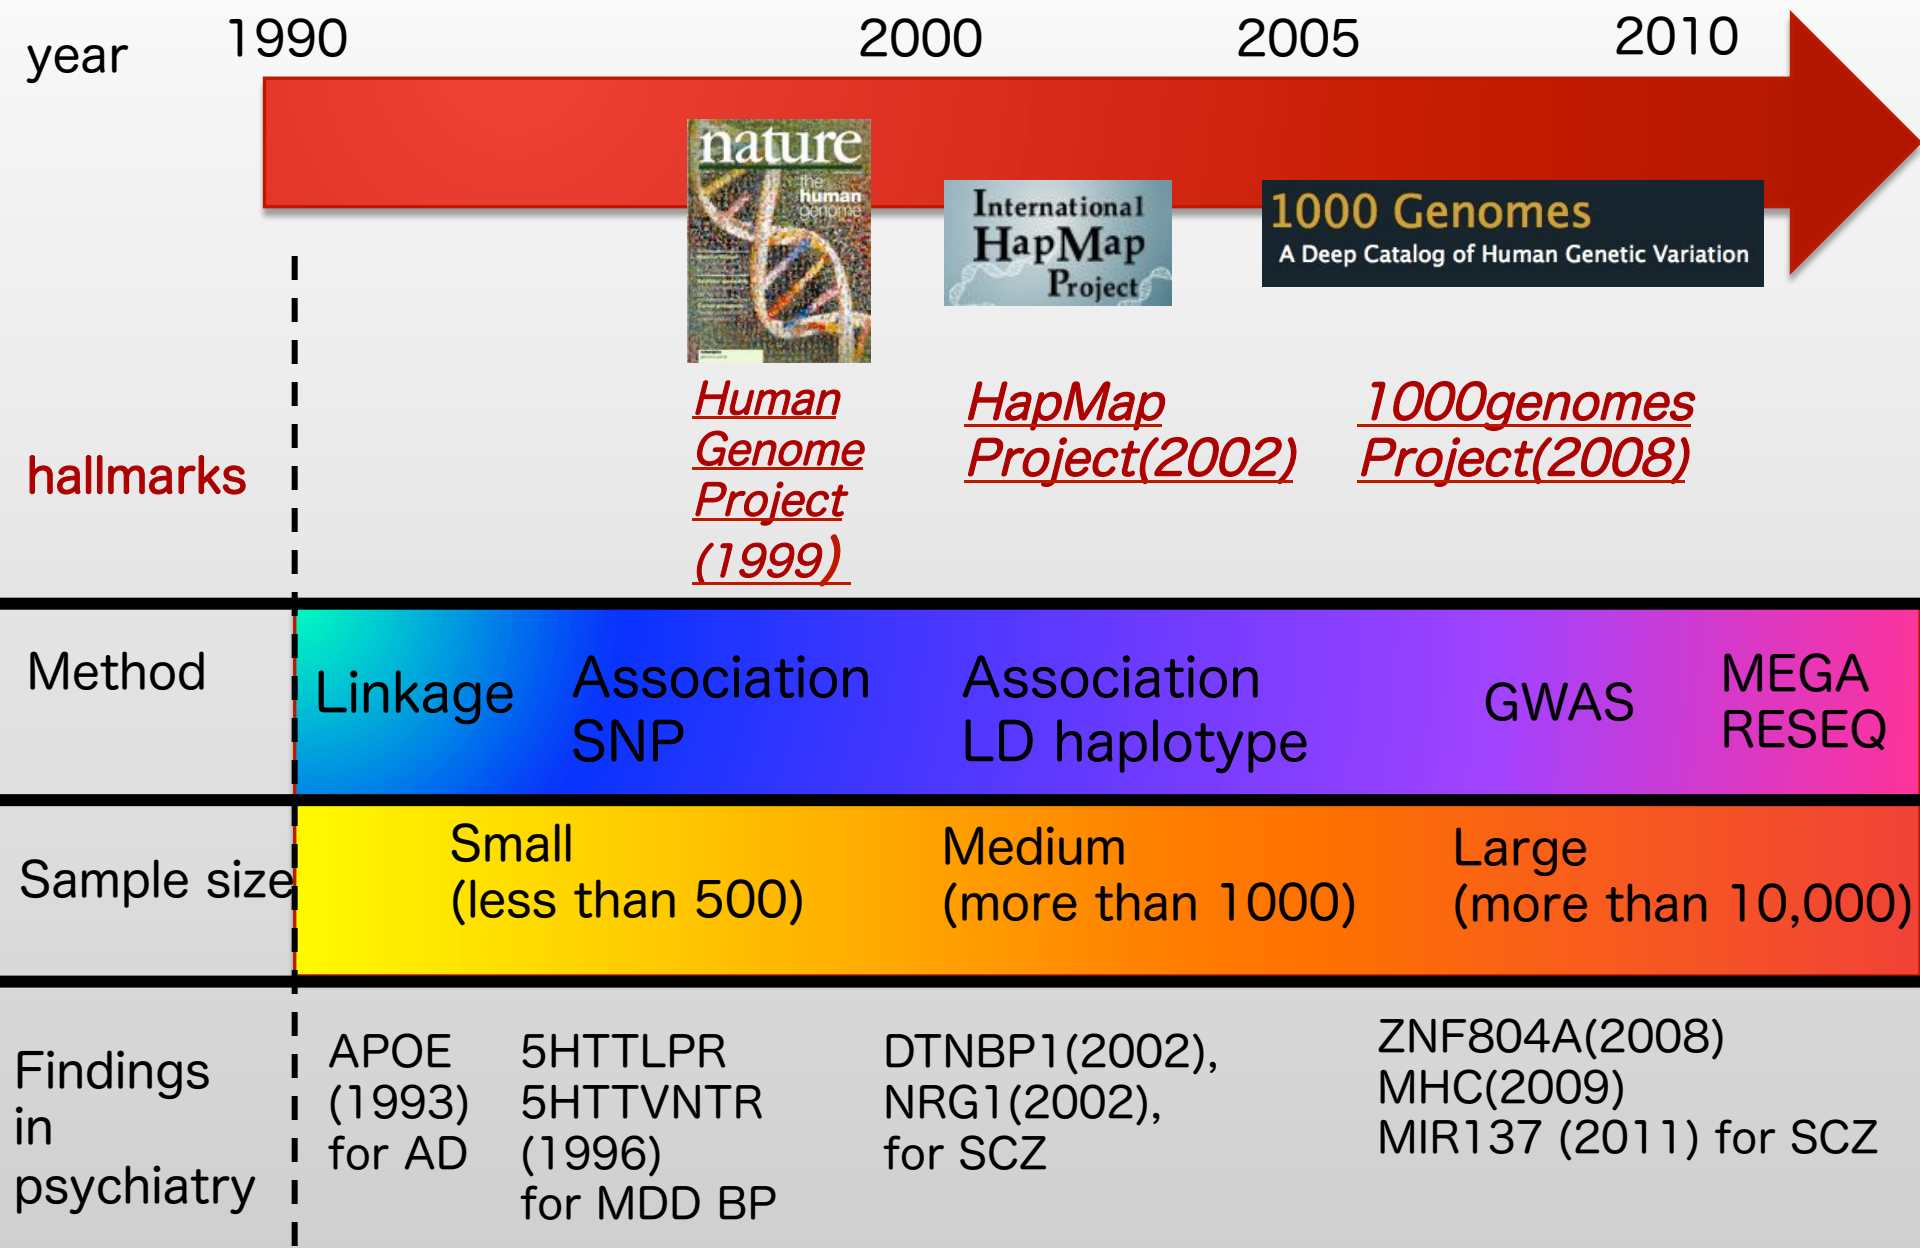 year
1990
2000
2005
2010
nature
the
human
genome
International
HapMap
Project
1000 Genomes
A Deep Catalog of Human Genetic Variation
hallmarks
Human
Genome
Project
(1999)
HapMap
Project(2002)
1000genomes
Project(2008)
Method
Linkage
Association
SNP
Association
LD haplotype
GWAS
MEGA
RESEQ
Sample size
Small
(less than 500)
Medium
(more than 1000)
Large
(more than 10,000)
Findings
in
psychiatry
APOE
(1993)
for AD
5HTTLPR
5HTTVNTR
(1996)
for MDD BP
DTNBP1(2002),
NRG1(2002),
for SCZ
ZNF804A(2008)
MHC(2009)
MIR137 (2011) for SCZ